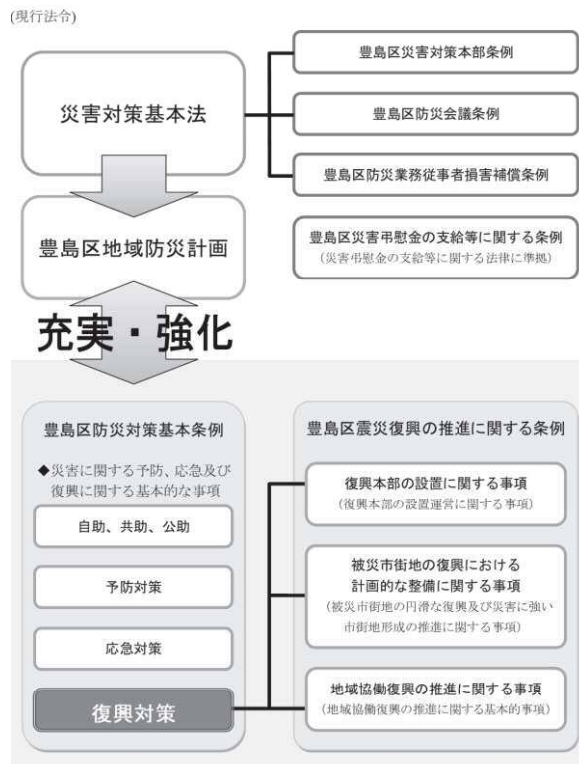 (現行法令)
災害対策基本法
豊島区災害対策本部条例
豊島区防災会議条例
豊島区防災業務従事者損害補償条例
豊島区地域防災計画
豊島区災害弔慰金の支給等に関する条例
(災害弔慰金の支給等に関する法律に準拠)
充実・強化
豊島区防災対策基本条例
◆災害に関する予防、応急及び
復興に関する基本的な事項
自助、共助、公助
予防対策
応急対策
復興対策
豊島区震災復興の推進に関する条例
復興本部の設置に関する事項
(復興本部の設置運営に関する事項)
被災市街地の復興における
計画的な整備に関する事項
(被災市街地の円滑な復興及び災害に強い
市街地形成の推進に関する事項)
地域協働復興の推進に関する事項
(地域協働復興の推進に関する基本的事項)